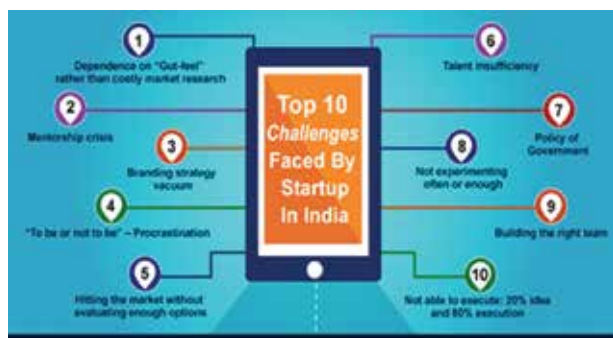 Top 10
Challenges
Faced By
Startup
In India
1
Dependence on "Gut-feel"
rather than costly market research
2
Mentorship crisis
3
Branding strategy
vacuum
4
"To be or not to be" – Procrastination
5
Hitting the market without
evaluating enough options
6
Talent insufficiency
7
Policy of
Government
8
Not experimenting
often or enough
9
Building the right team
10
Not able to execute: 20% idea
and 80% execution